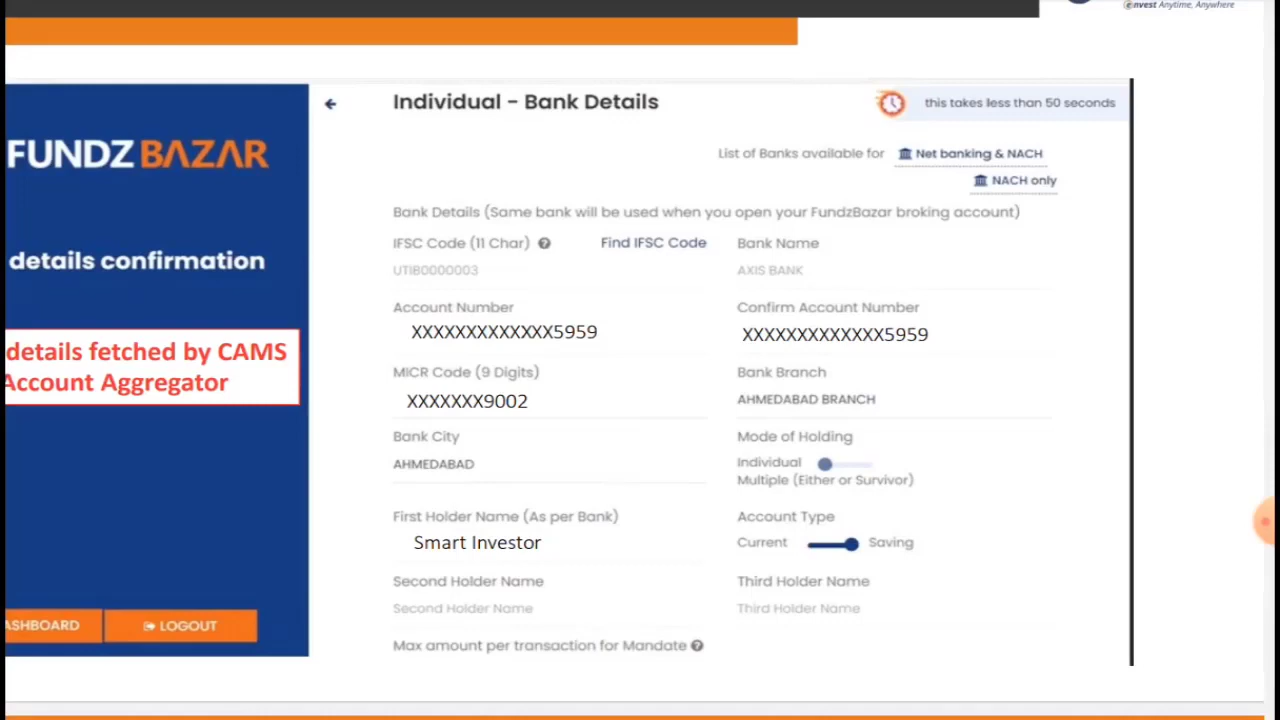 envest Anytime, Anywhere
Individual - Bank Details
this takes less than 50 seconds
FUNDZ BAZAR
List of Banks available for Net banking & NACH
NACH only
Bank Details (Same bank will be used when you open your FundzBazar broking account)
IFSC Code (11 Char) Find IFSC Code Bank Name
UTIB0000003 AXIS BANK
details confirmation
Account Number Confirm Account Number
XXXXXXXXXXXXX5959 XXXXXXXXXXXXX5959
details fetched by CAMS
Account Aggregator
MICR Code (9 Digits) Bank Branch
XXXXXXX9002 AHMEDABAD BRANCH
Bank City Mode of Holding
AHMEDABAD Individual
Multiple (Either or Survivor)
First Holder Name (As per Bank) Account Type
Smart Investor Current Saving
Second Holder Name Third Holder Name
Second Holder Name Third Holder Name
ASHBOARD LOGOUT
Max amount per transaction for Mandate